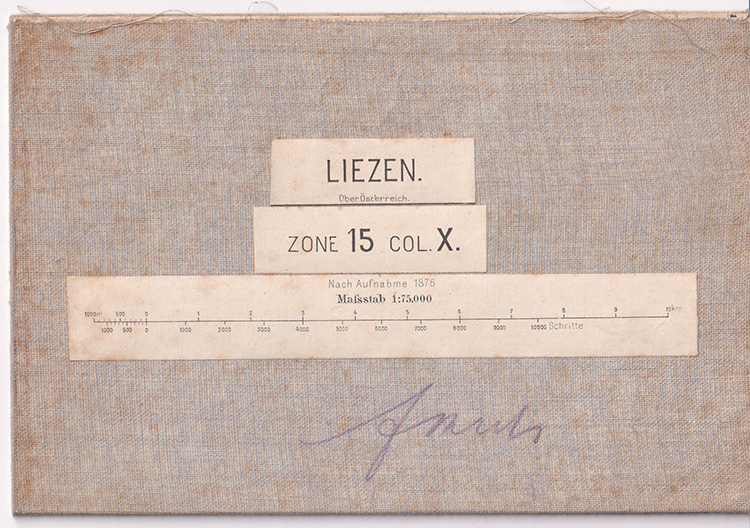 LIEZEN.
Ober Österreich.
ZONE 15 COL. X.
Nach Aufnahme 1876
Maſsstab 1:75.000
1000m 500 0 1 2 3 4 5 6 7 8 9 10km
1000 500 0 1000 2000 3000 4000 5000 6000 7000 8000 9000 10000 Schritte